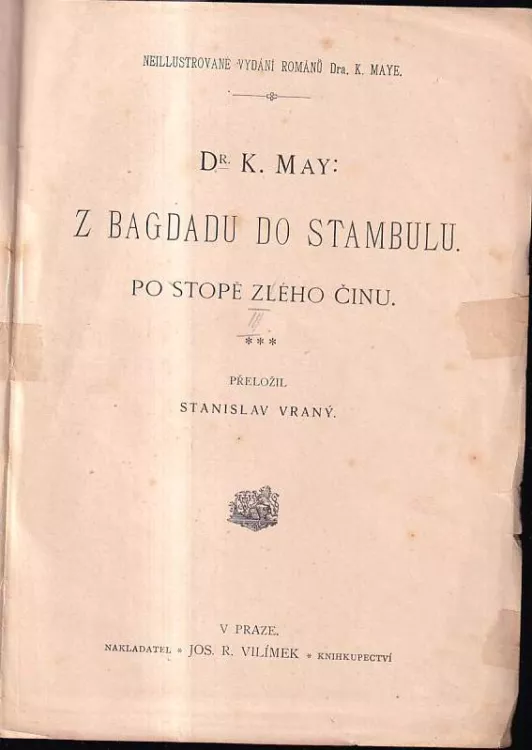 NEILLUSTROVANÉ VYDÁNÍ ROMÁNŮ Dra. K. MAYE.
DR. K. MAY:
Z BAGDADU DO STAMBULU.
PO STOPĚ ZLÉHO ČINU.
III
***
PŘELOŽIL
STANISLAV VRANÝ.
V PRAZE.
NAKLADATEL * JOS. R. VILÍMEK * KNIHKUPECTVÍ